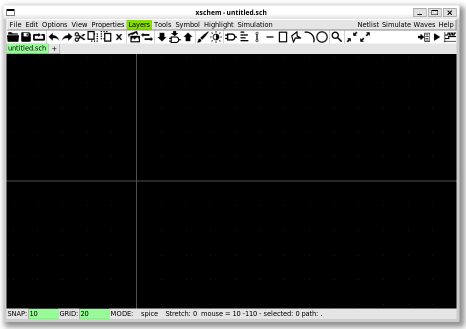 xschem - untitled.sch
File Edit Options View Properties Layers Tools Symbol Highlight Simulation Netlist Simulate Waves Help
untitled.sch +
SNAP: 10 GRID: 20 MODE: spice Stretch: 0 mouse = 10 -110 - selected: 0 path: .